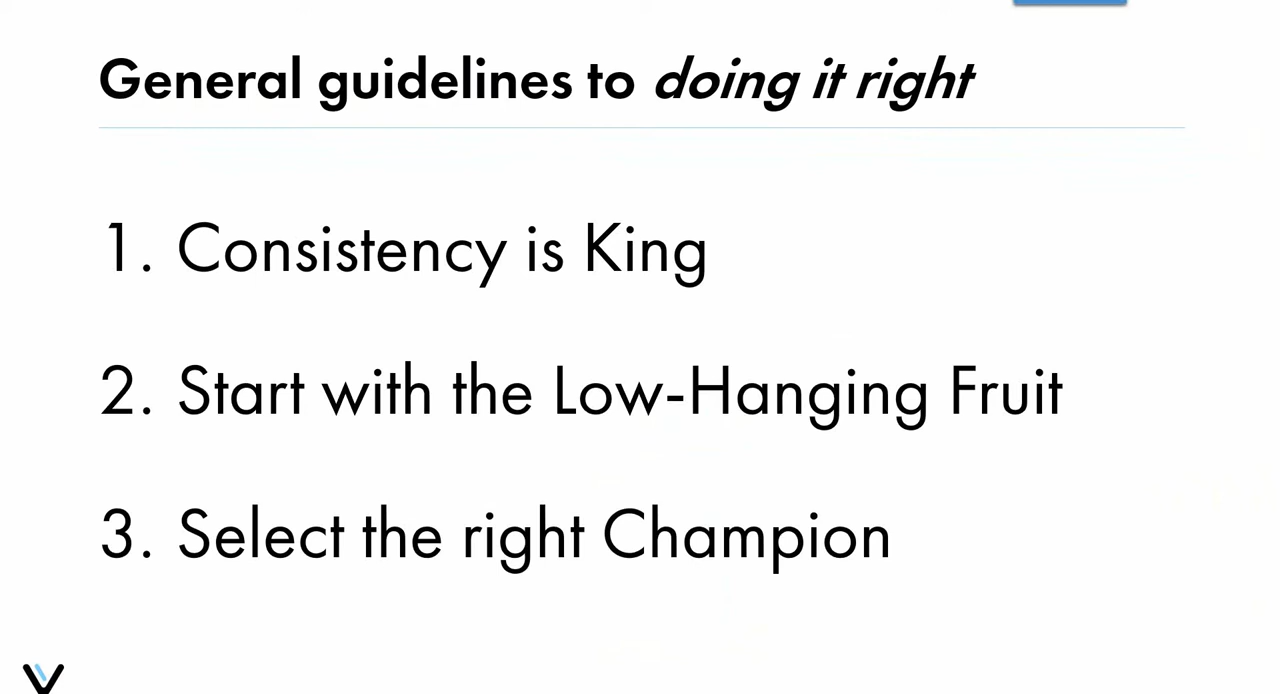 General guidelines to doing it right
1. Consistency is King
2. Start with the Low-Hanging Fruit
3. Select the right Champion